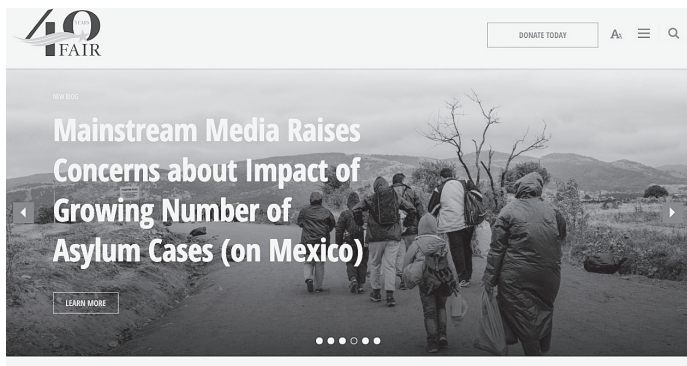 40
YEARS
FAIR
DONATE TODAY
AA
NEW BLOG
Mainstream Media Raises
Concerns about Impact of
Growing Number of
Asylum Cases (on Mexico)
LEARN MORE